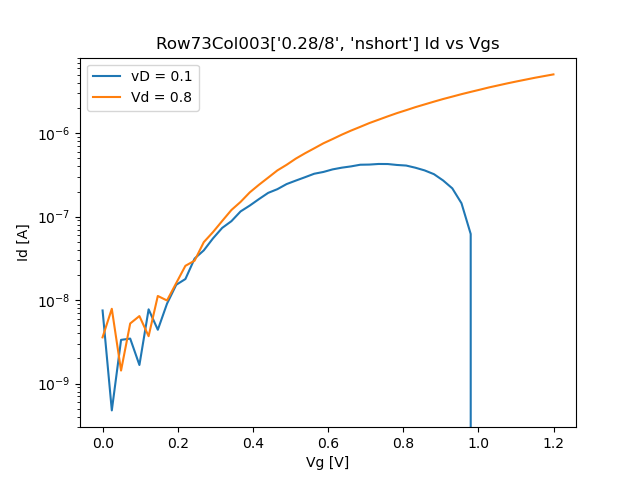 Row73Col003['0.28/8', 'nshort'] Id vs Vgs
vD = 0.1
Vd = 0.8
Id [A]
10⁻⁶
10⁻⁷
10⁻⁸
10⁻⁹
0.0 0.2 0.4 0.6 0.8 1.0 1.2
Vg [V]